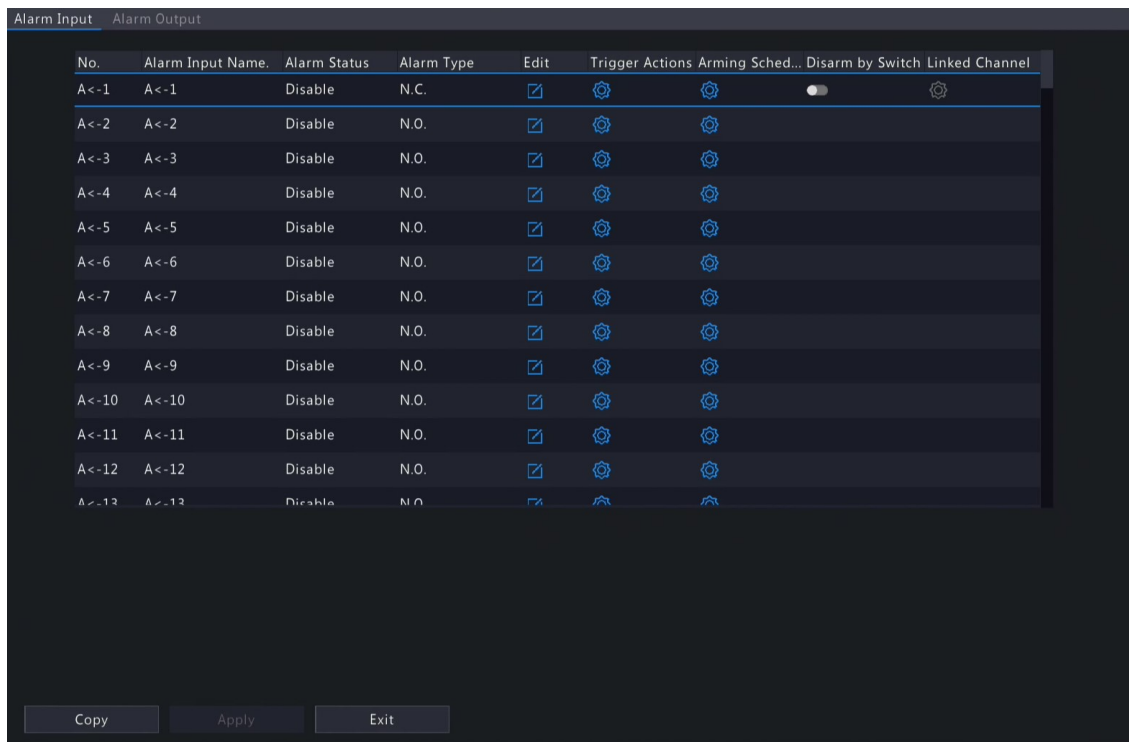 Alarm Input Alarm Output
No. Alarm Input Name. Alarm Status Alarm Type Edit Trigger Actions Arming Sched... Disarm by Switch Linked Channel
A<-1 A<-1 Disable N.C.
A<-2 A<-2 Disable N.O.
A<-3 A<-3 Disable N.O.
A<-4 A<-4 Disable N.O.
A<-5 A<-5 Disable N.O.
A<-6 A<-6 Disable N.O.
A<-7 A<-7 Disable N.O.
A<-8 A<-8 Disable N.O.
A<-9 A<-9 Disable N.O.
A<-10 A<-10 Disable N.O.
A<-11 A<-11 Disable N.O.
A<-12 A<-12 Disable N.O.
A<-13 A<-13 Disable N.O.
Copy Apply Exit